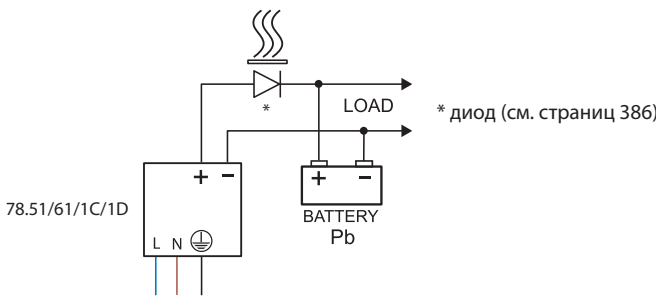 *
LOAD
* диод (см. страниц 386)
+ −
78.51/61/1C/1D
L N
+ −
BATTERY
Pb